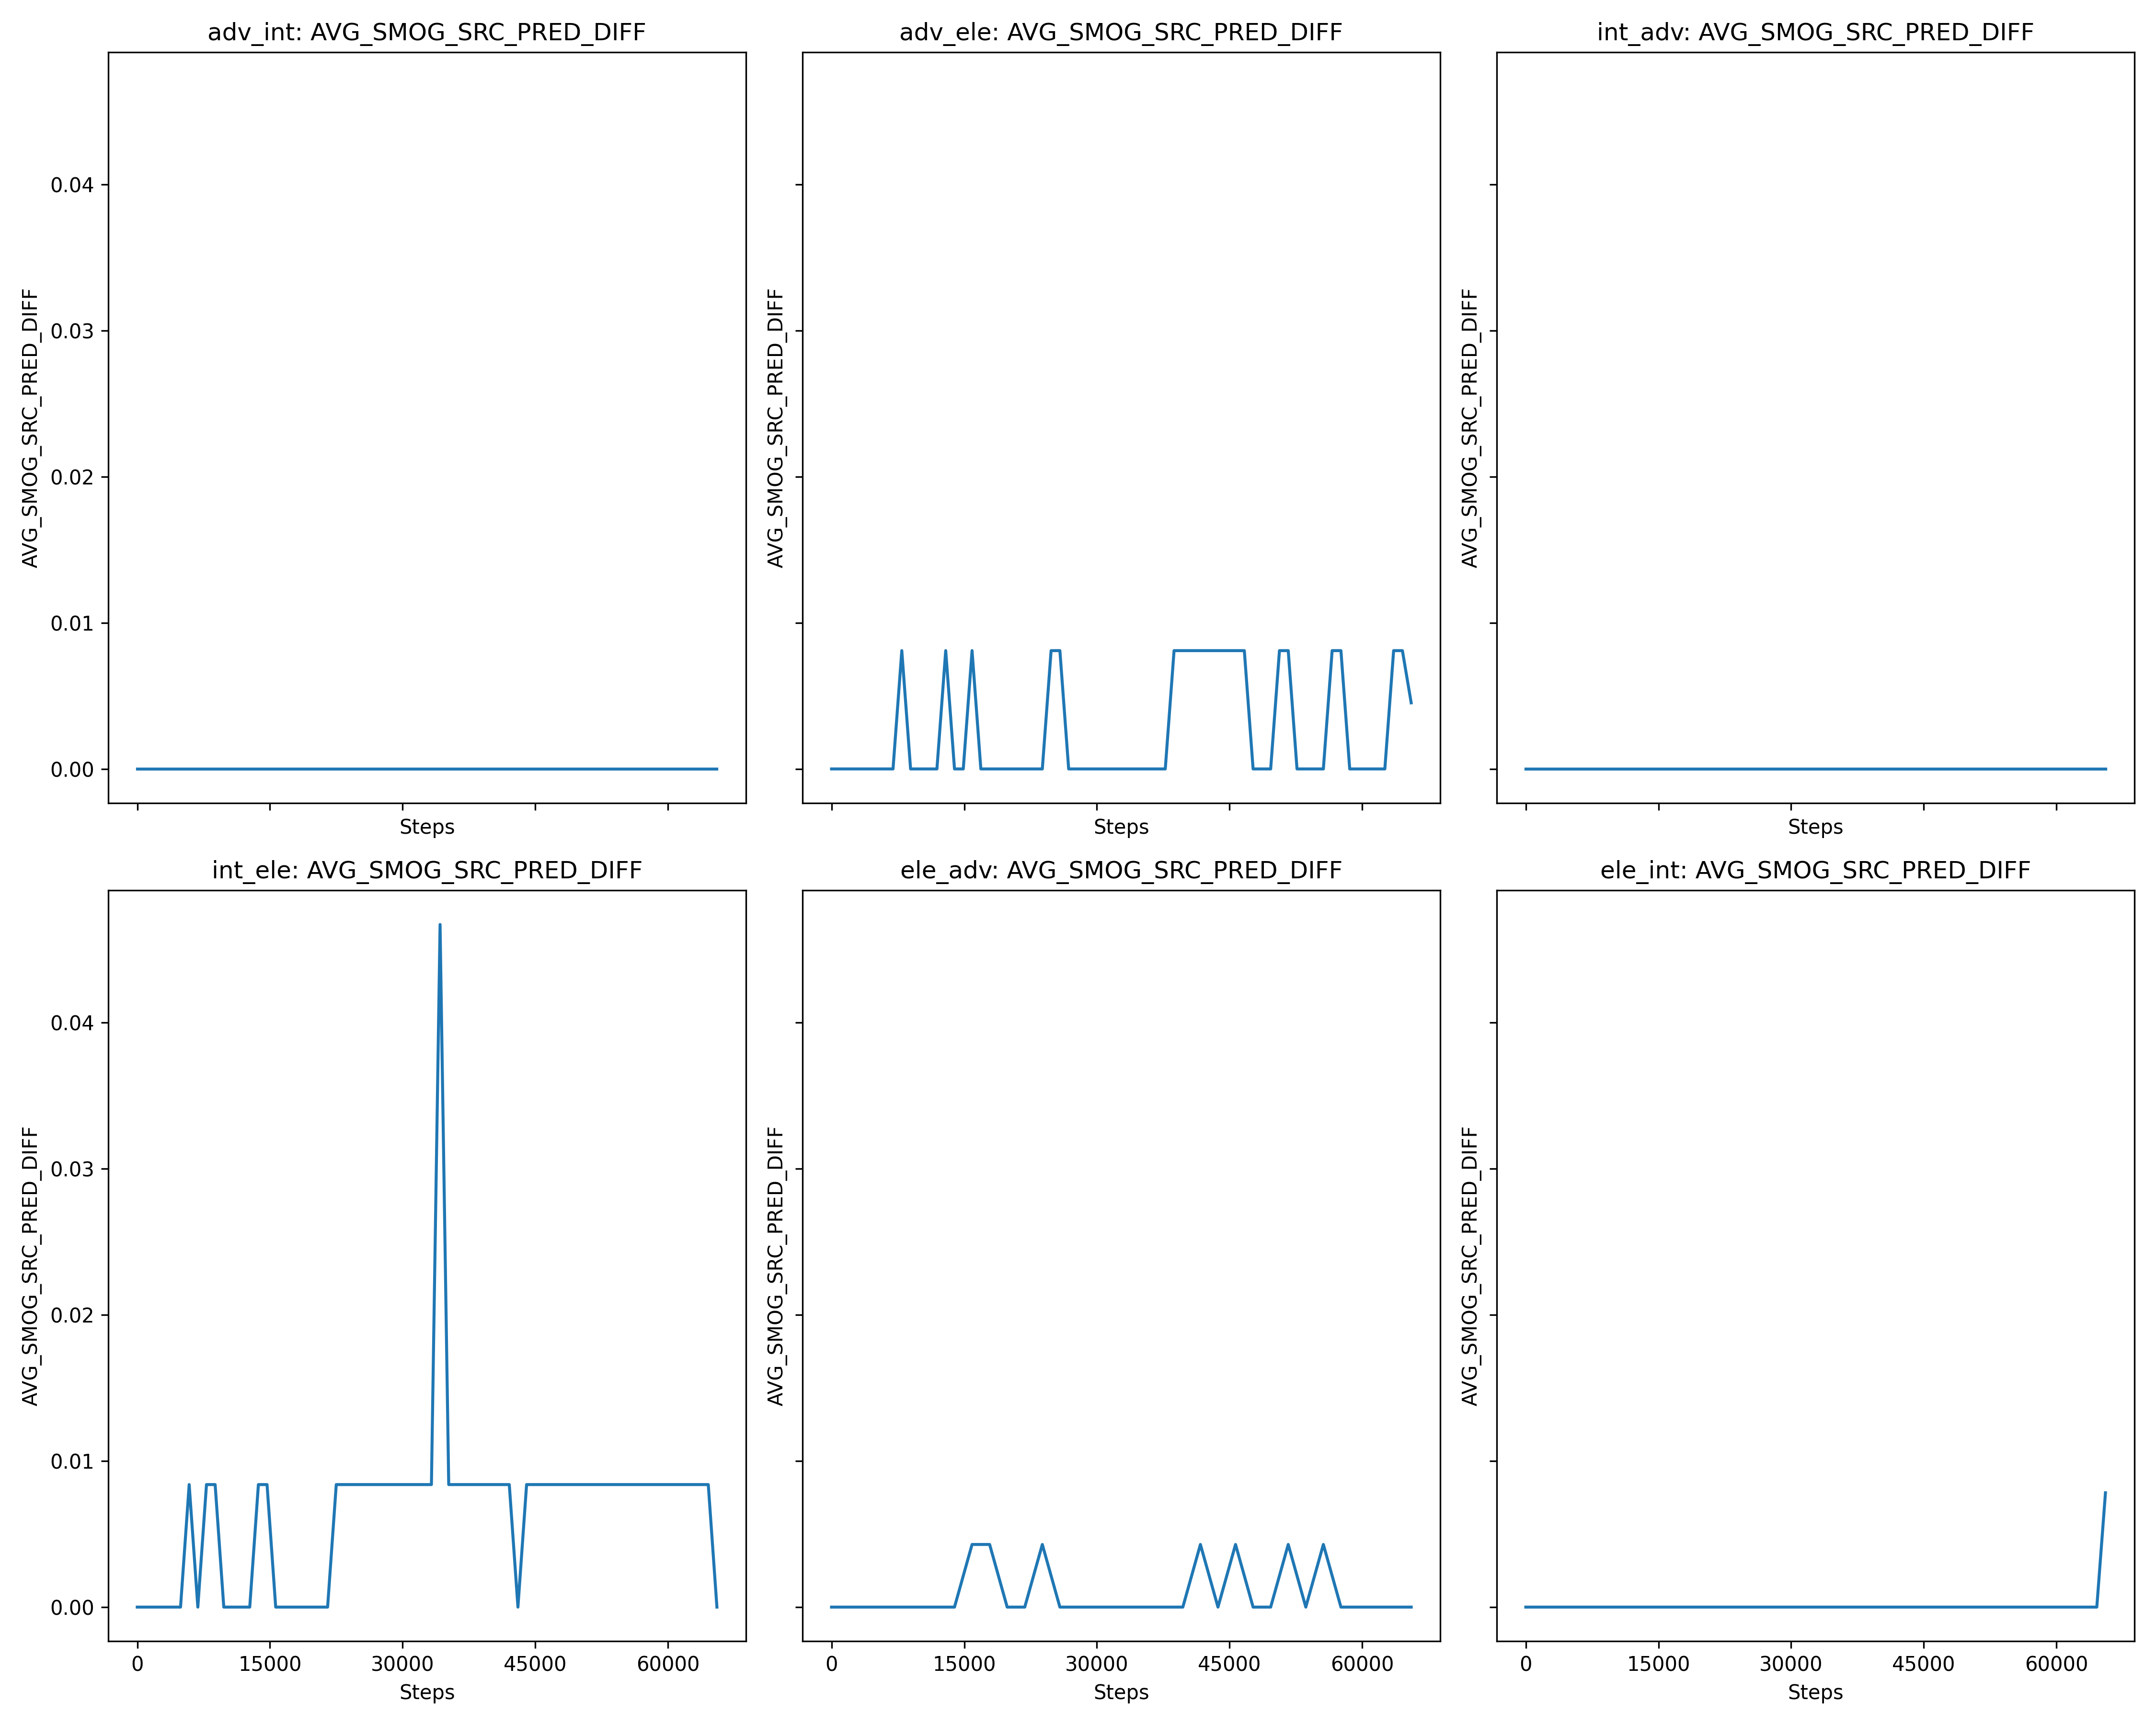 adv_int: AVG_SMOG_SRC_PRED_DIFF
AVG_SMOG_SRC_PRED_DIFF
0.04
0.03
0.02
0.01
0.00
Steps
adv_ele: AVG_SMOG_SRC_PRED_DIFF
AVG_SMOG_SRC_PRED_DIFF
Steps
int_adv: AVG_SMOG_SRC_PRED_DIFF
AVG_SMOG_SRC_PRED_DIFF
Steps
int_ele: AVG_SMOG_SRC_PRED_DIFF
AVG_SMOG_SRC_PRED_DIFF
0.04
0.03
0.02
0.01
0.00
0 15000 30000 45000 60000
Steps
ele_adv: AVG_SMOG_SRC_PRED_DIFF
AVG_SMOG_SRC_PRED_DIFF
0 15000 30000 45000 60000
Steps
ele_int: AVG_SMOG_SRC_PRED_DIFF
AVG_SMOG_SRC_PRED_DIFF
0 15000 30000 45000 60000
Steps